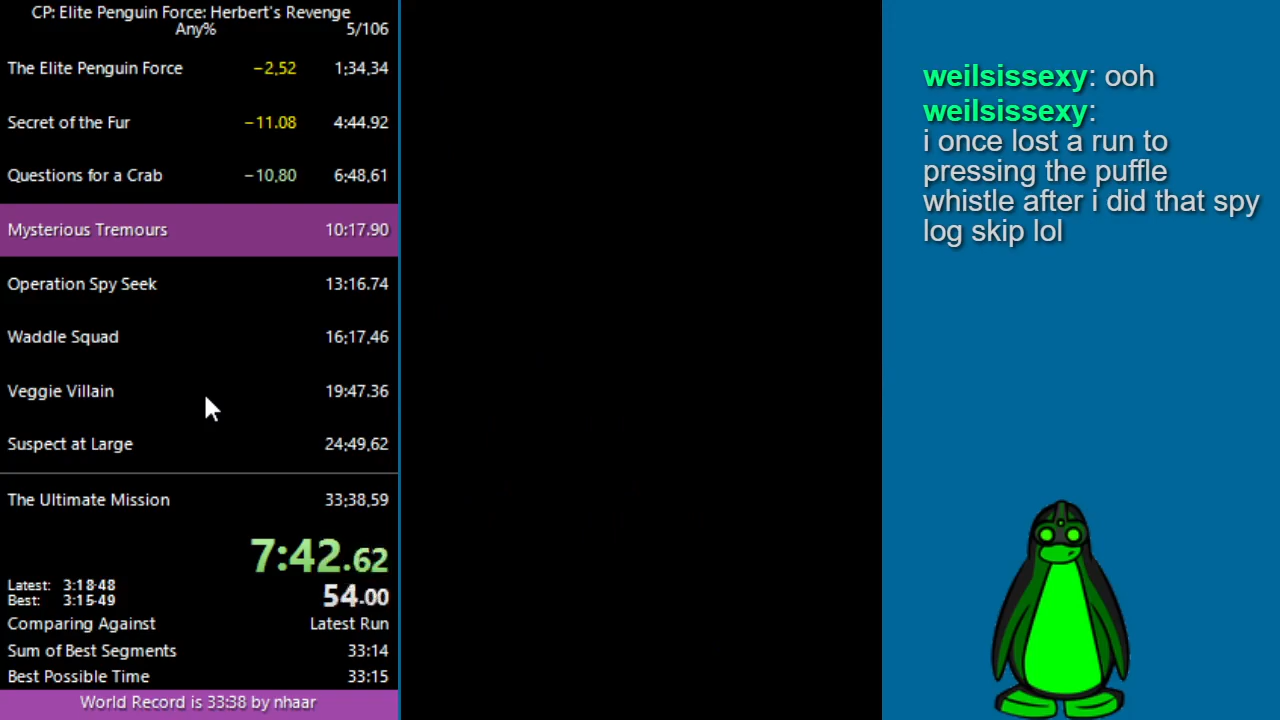 CP: Elite Penguin Force: Herbert's Revenge
Any% 5/106
The Elite Penguin Force −2.52 1:34.34
Secret of the Fur −11.08 4:44.92
Questions for a Crab −10.80 6:48.61
Mysterious Tremours 10:17.90
Operation Spy Seek 13:16.74
Waddle Squad 16:17.46
Veggie Villain 19:47.36
Suspect at Large 24:49.62
The Ultimate Mission 33:38.59
7:42.62
Latest: 3:18.48
Best: 3:15.49
54.00
Comparing Against Latest Run
Sum of Best Segments 33:14
Best Possible Time 33:15
World Record is 33:38 by nhaar
weilsissexy: ooh
weilsissexy:
i once lost a run to
pressing the puffle
whistle after i did that spy
log skip lol